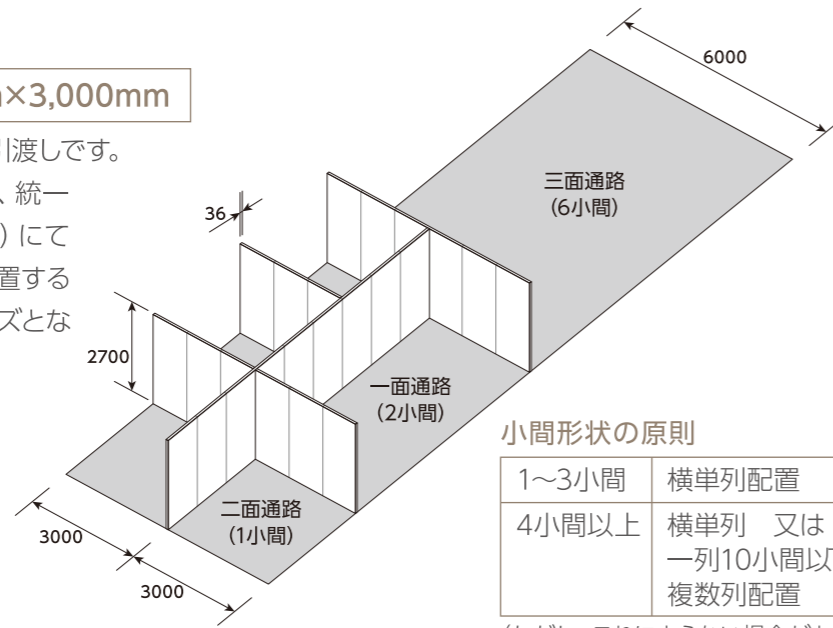 ×3,000mm
引渡しです。
、統一
）にて
置する
ズとな
6000
三面通路
（6小間）
36
2700
一面通路
（2小間）
二面通路
（1小間）
3000
3000
小間形状の原則
1〜3小間 横単列配置
4小間以上 横単列 又は
一列10小間以
複数列配置